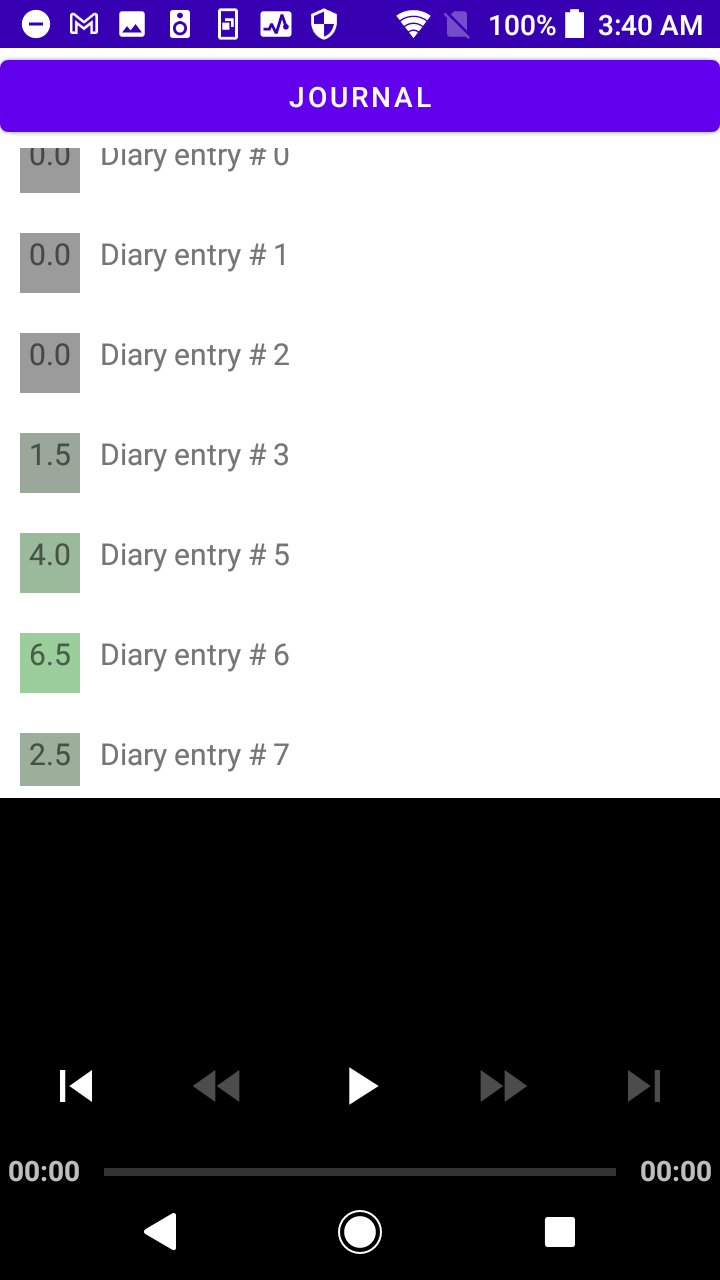 100% 3:40 AM
JOURNAL
0.0 Diary entry # 0
0.0 Diary entry # 1
0.0 Diary entry # 2
1.5 Diary entry # 3
4.0 Diary entry # 5
6.5 Diary entry # 6
2.5 Diary entry # 7
00:00 00:00